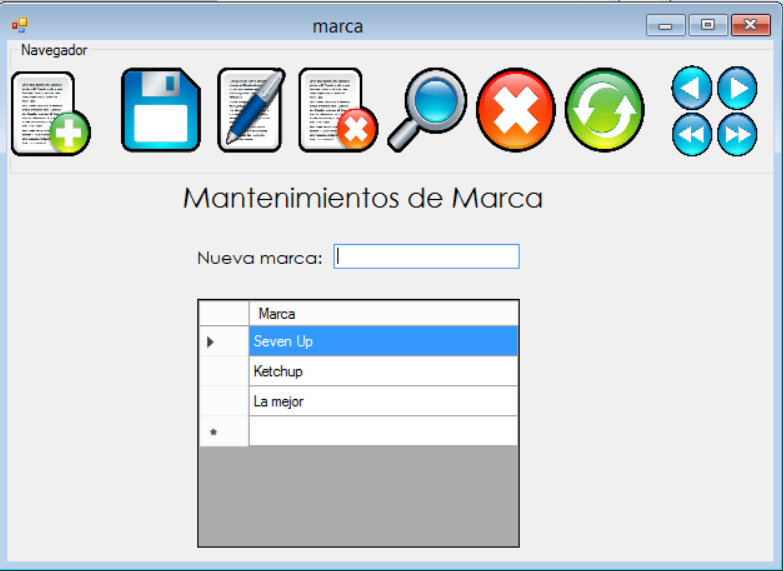 marca
Navegador
Mantenimientos de Marca
Nueva marca:
Marca
Seven Up
Ketchup
La mejor